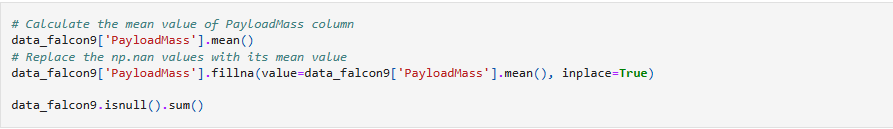 # Calculate the mean value of PayloadMass column
data_falcon9['PayloadMass'].mean()
# Replace the np.nan values with its mean value
data_falcon9['PayloadMass'].fillna(value=data_falcon9['PayloadMass'].mean(), inplace=True)
data_falcon9.isnull().sum()